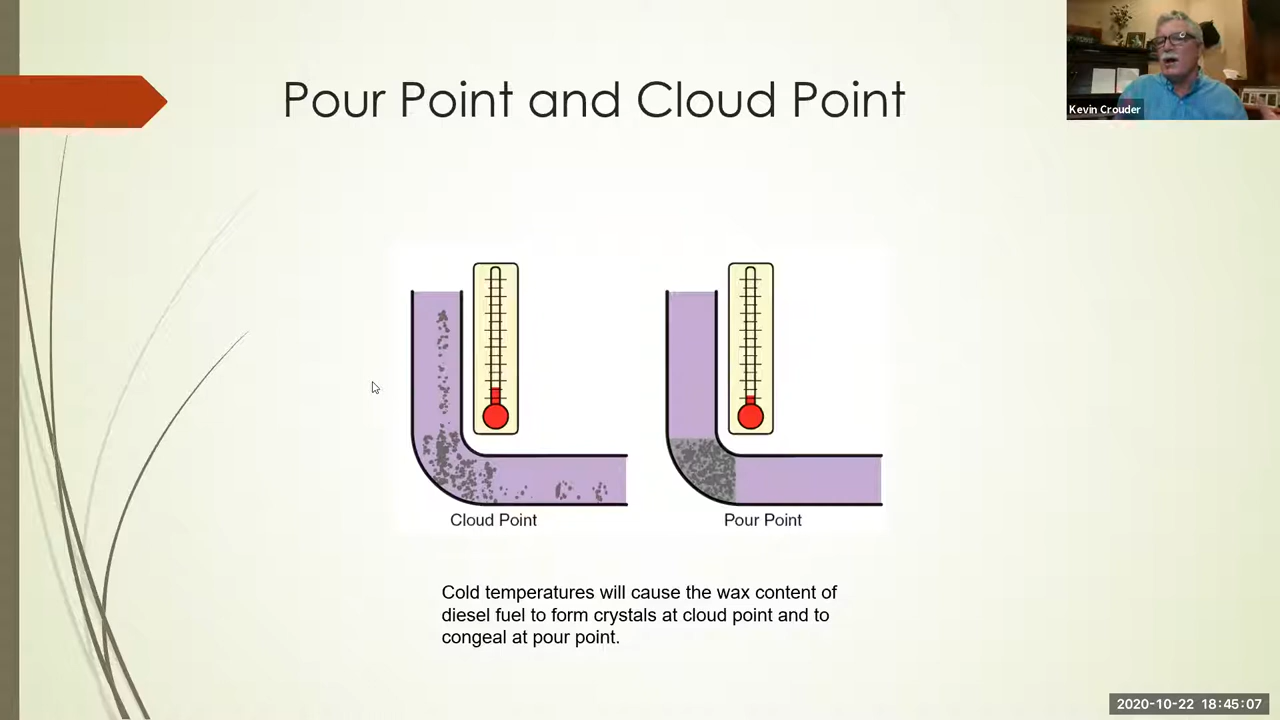 Pour Point and Cloud Point
Kevin Crouder
Cloud Point
Pour Point
Cold temperatures will cause the wax content of
diesel fuel to form crystals at cloud point and to
congeal at pour point.
2020-10-22 18:45:07